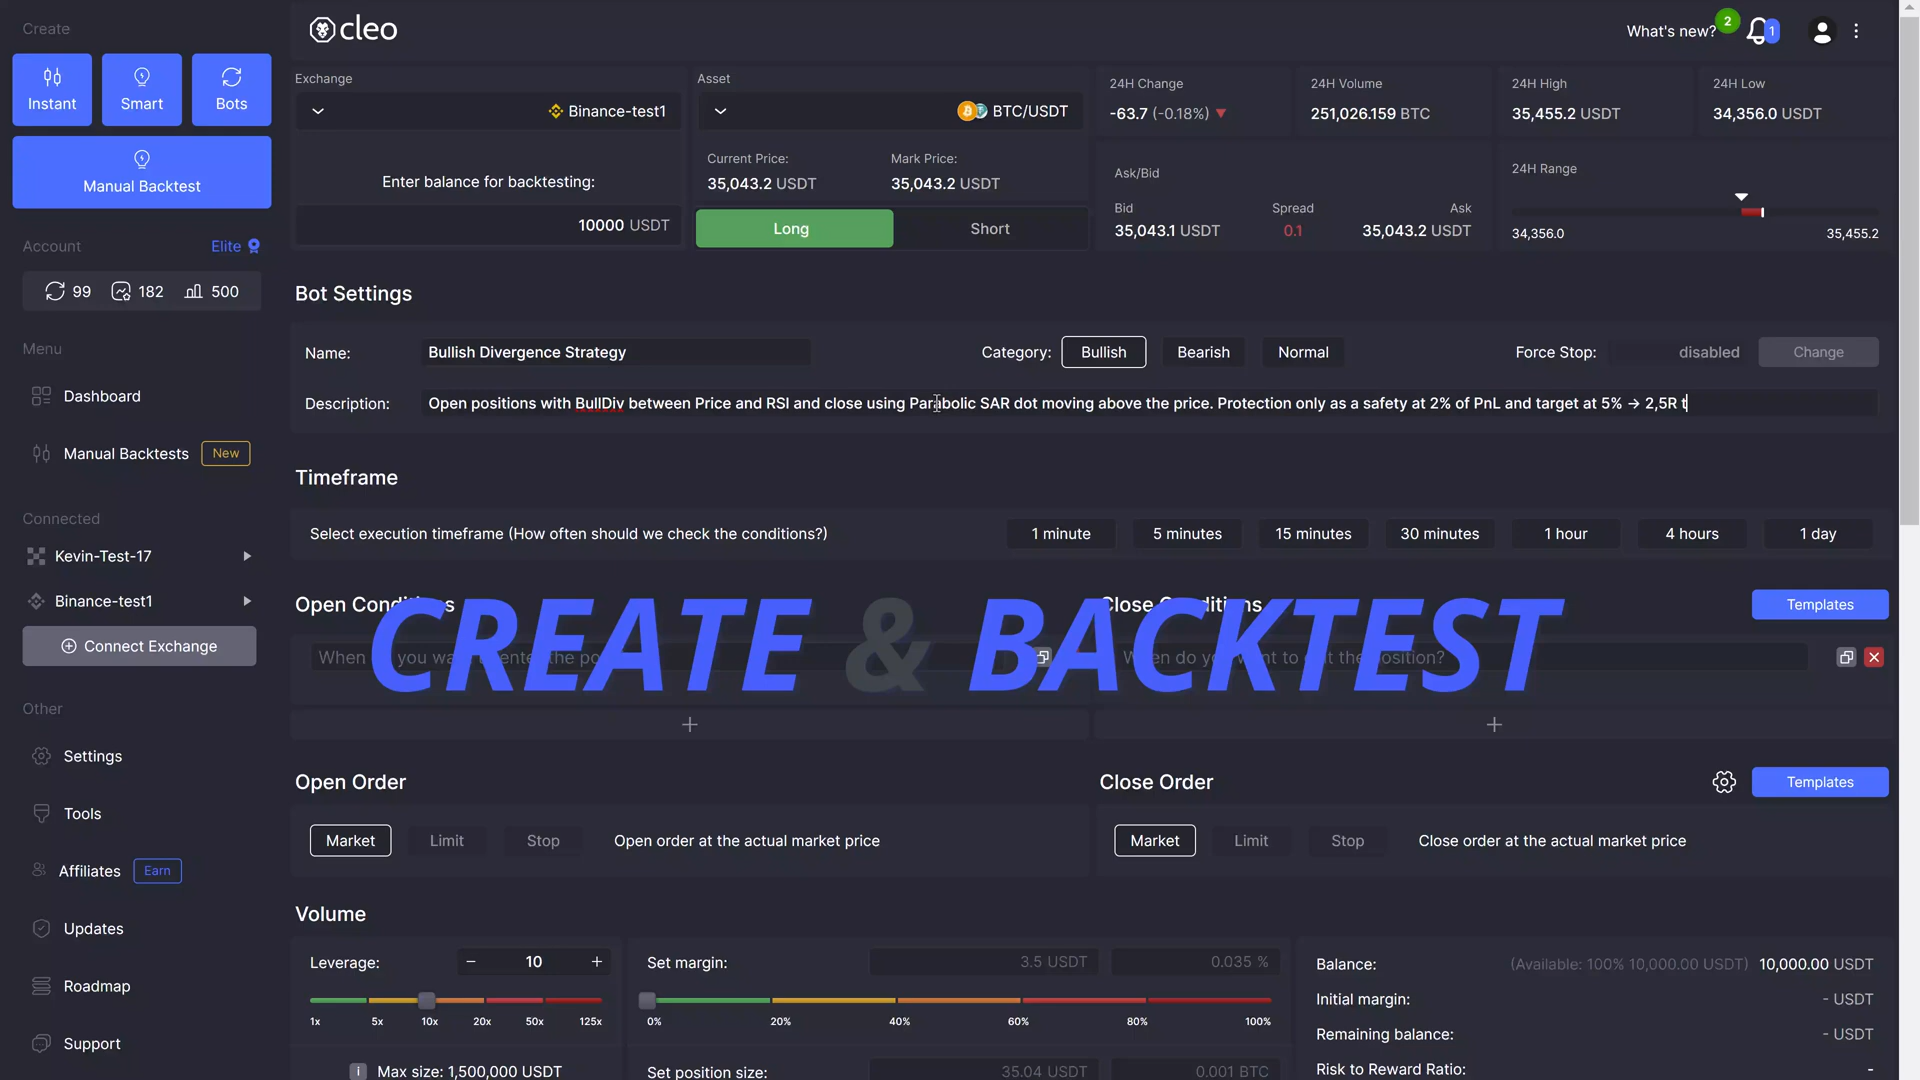 Create
Instant
Smart
Bots
Manual Backtest
Account
Elite
99
182
500
Menu
Dashboard
Manual Backtests
New
Connected
Kevin-Test-17
Binance-test1
Connect Exchange
Other
Settings
Tools
Affiliates
Earn
Updates
Roadmap
Support
cleo
What's new?
2
1
Exchange
Binance-test1
Enter balance for backtesting:
10000 USDT
Asset
BTC/USDT
Current Price:
35,043.2 USDT
Mark Price:
35,043.2 USDT
Long
Short
24H Change
-63.7 (-0.18%)
24H Volume
251,026.159 BTC
24H High
35,455.2 USDT
24H Low
34,356.0 USDT
Ask/Bid
Bid
35,043.1 USDT
Spread
0.1
Ask
35,043.2 USDT
24H Range
34,356.0
35,455.2
Bot Settings
Name:
Bullish Divergence Strategy
Category:
Bullish
Bearish
Normal
Force Stop:
disabled
Change
Description:
Open positions with BullDiv between Price and RSI and close using Parabolic SAR dot moving above the price. Protection only as a safety at 2% of PnL and target at 5% → 2,5R t
Timeframe
Select execution timeframe (How often should we check the conditions?)
1 minute
5 minutes
15 minutes
30 minutes
1 hour
4 hours
1 day
Open Conditions
Close Conditions
Templates
CREATE & BACKTEST
+
+
Open Order
Market
Limit
Stop
Open order at the actual market price
Close Order
Templates
Market
Limit
Stop
Close order at the actual market price
Volume
Leverage:
− 10 +
1x
5x
10x
20x
50x
125x
Max size: 1,500,000 USDT
Set margin:
3.5 USDT
0.035 %
0%
20%
40%
60%
80%
100%
Set position size:
35.04 USDT
0.001 BTC
Balance:
(Available: 100% 10,000.00 USDT) 10,000.00 USDT
Initial margin:
- USDT
Remaining balance:
- USDT
Risk to Reward Ratio:
-